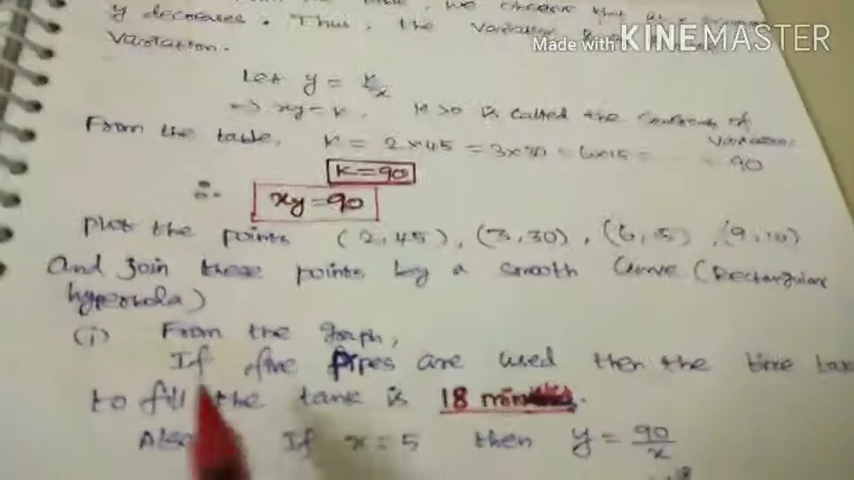 y decreases. Thus, the variation
Made with KINEMASTER
variation.
Let y = k/x
⇒ xy = k. k>0 is called the constant of
variation.
From the table, k = 2×45 = 3×30 = 6×15 = ...... = 90
k=90
∴ xy=90
Plot the points (2,45), (3,30), (6,15), (9,10)
and join these points by a smooth curve (Rectangular
hyperbola)
(i) From the graph,
If five pipes are used then the time
to fill the tank is 18 min
Also If x = 5 then y = 90/x
18